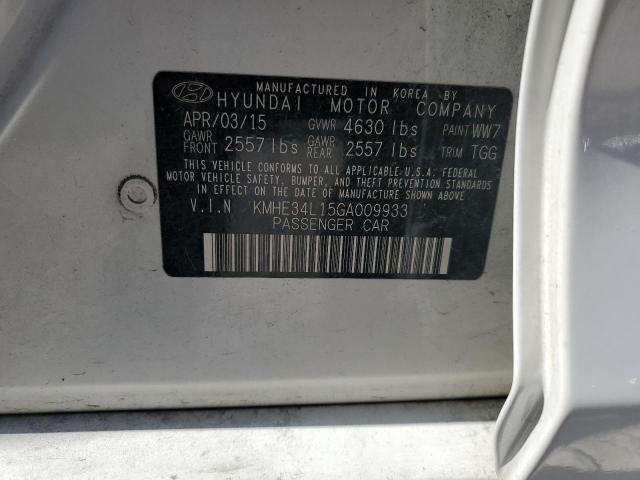 MANUFACTURED IN KOREA BY
HYUNDAI MOTOR COMPANY
APR/03/15 GVWR 4630 lbs PAINT WW7
GAWR FRONT 2557 lbs GAWR REAR 2557 lbs TRIM TGG
THIS VEHICLE CONFORMS TO ALL APPLICABLE U.S.A. FEDERAL
MOTOR VEHICLE SAFETY, BUMPER, AND THEFT PREVENTION STANDARDS
IN EFFECT ON THE DATE OF MANUFACTURE SHOWN ABOVE.
V.I.N KMHE34L15GA009933
PASSENGER CAR